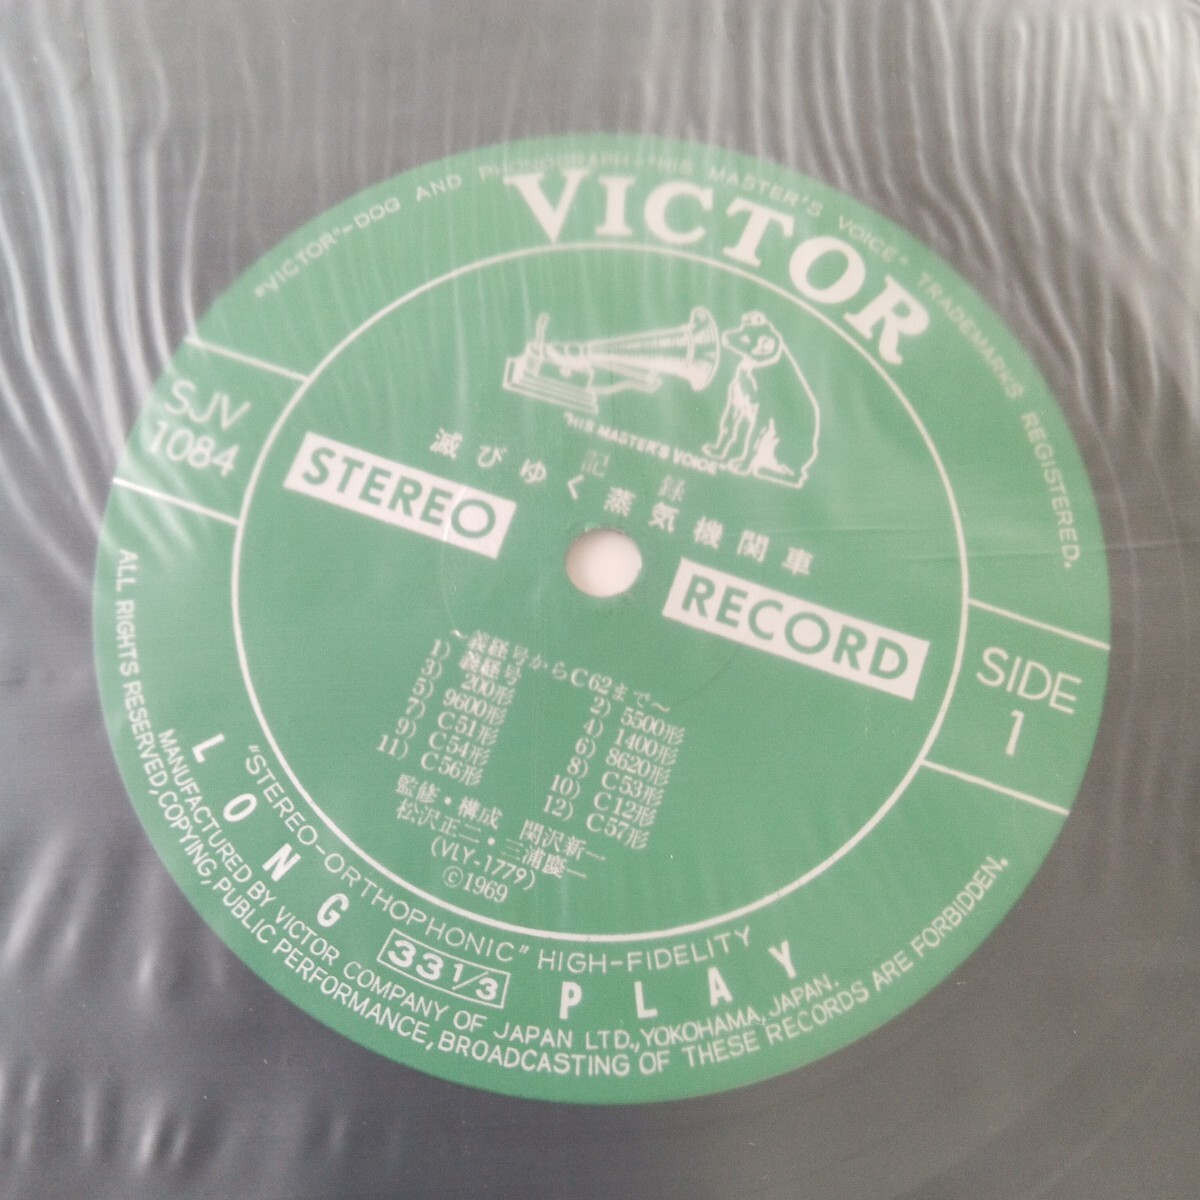 "VICTOR"-DOG AND PHONOGRAPH-"HIS MASTER'S VOICE" TRADEMARKS REGISTERED.
VICTOR
"HIS MASTER'S VOICE"
SJV
1084
記録
滅びゆく蒸気機関車
STEREO
RECORD
SIDE
1
〜義経号からC62まで〜
1) 義経号 2) 5500形
3) 200形 4) 1400形
5) 9600形 6) 8620形
7) C51形 8) C53形
9) C54形 10) C12形
11) C56形 12) C57形
監修・構成 関沢新一
松沢正二・三浦慶一
(VLY-1779)
©1969
"STEREO-ORTHOPHONIC" HIGH-FIDELITY
LONG 33 1/3 PLAY
MANUFACTURED BY VICTOR COMPANY OF JAPAN LTD., YOKOHAMA, JAPAN.
ALL RIGHTS RESERVED, COPYING, PUBLIC PERFORMANCE, BROADCASTING OF THESE RECORDS ARE FORBIDDEN.